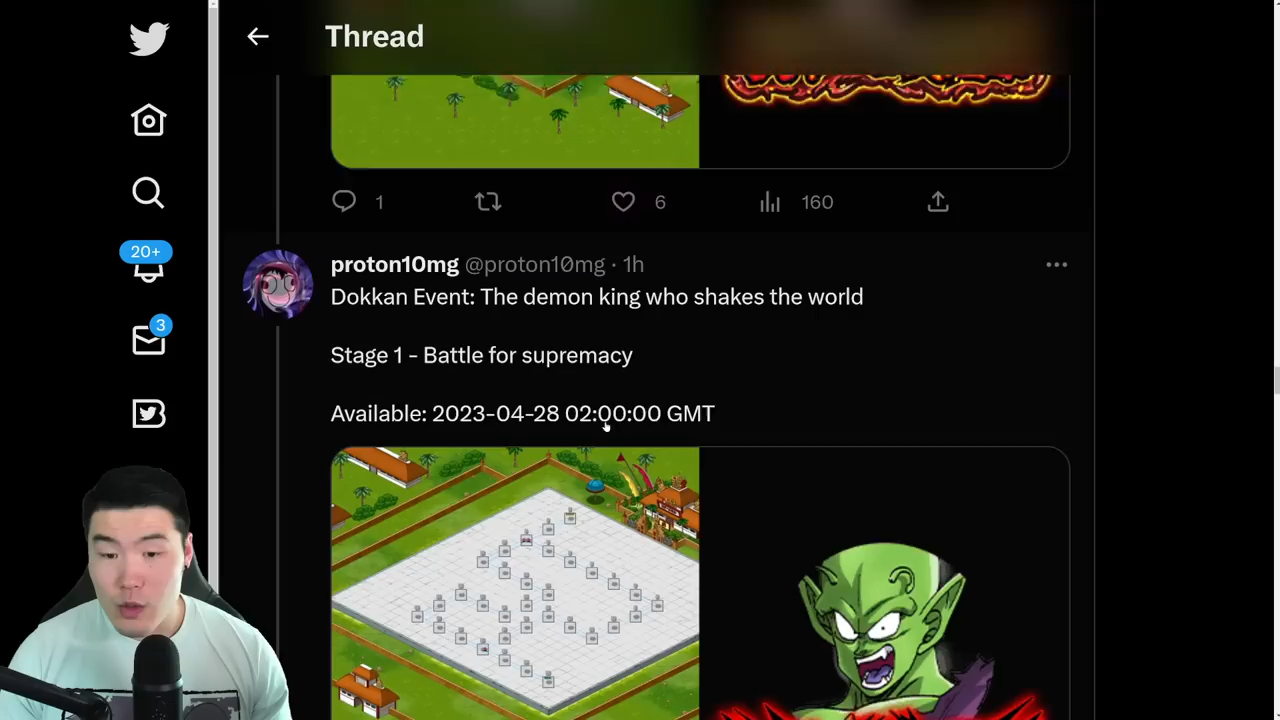 Thread
1
6
160
20+
3
proton10mg @proton10mg · 1h
Dokkan Event: The demon king who shakes the world
Stage 1 - Battle for supremacy
Available: 2023-04-28 02:00:00 GMT